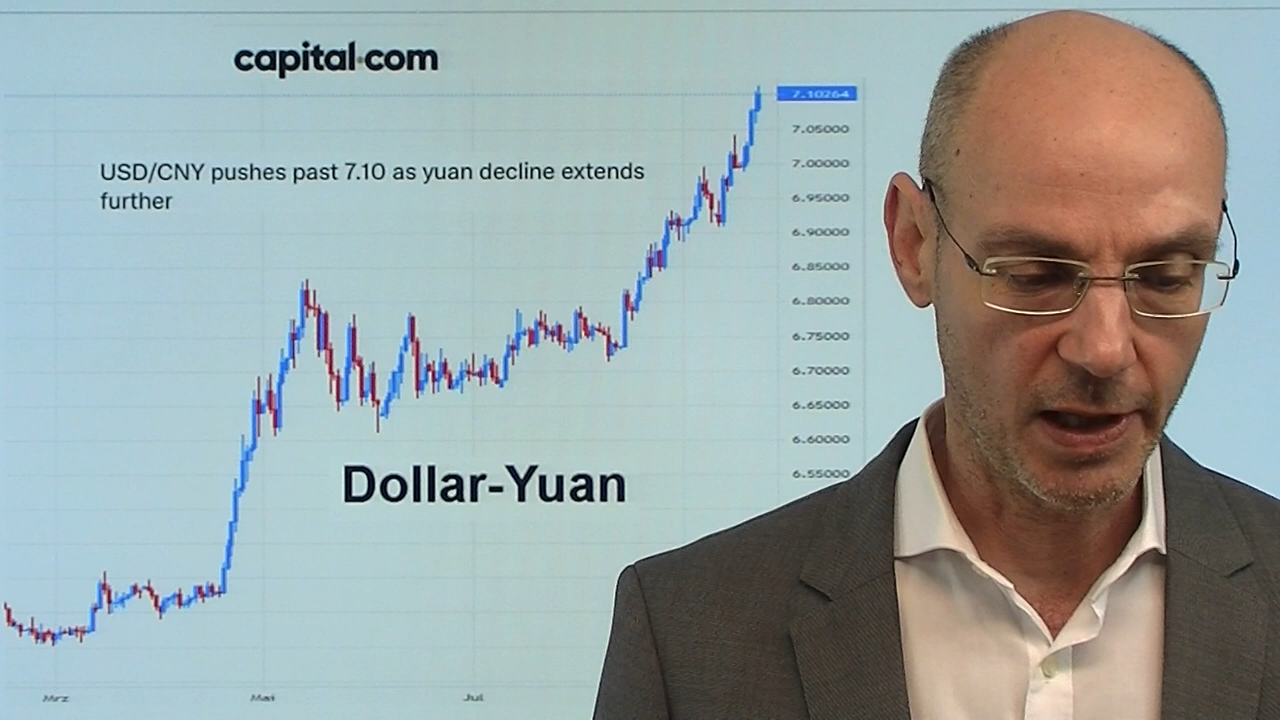 capital.com
7.10264
7.05000
USD/CNY pushes past 7.10 as yuan decline extends
further
7.00000
6.95000
6.90000
6.85000
6.80000
6.75000
6.70000
6.65000
6.60000
6.55000
Dollar-Yuan
Mrz
Mai
Jul